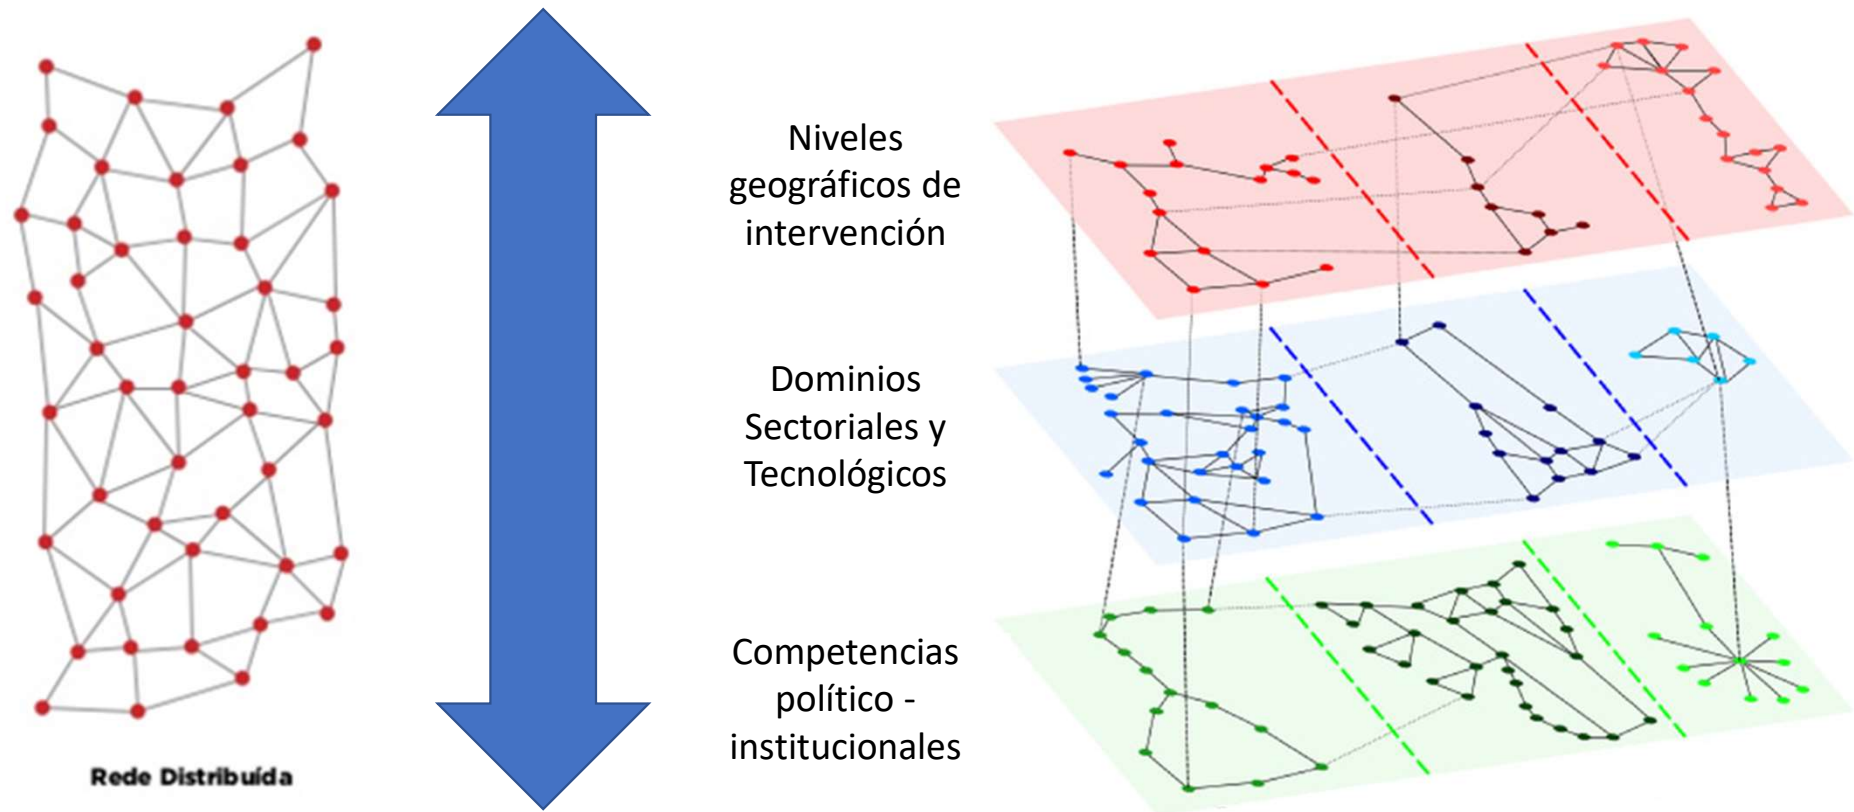 Niveles
geográficos de
intervención
Dominios
Sectoriales y
Tecnológicos
Competencias
político -
institucionales
Rede Distribuída